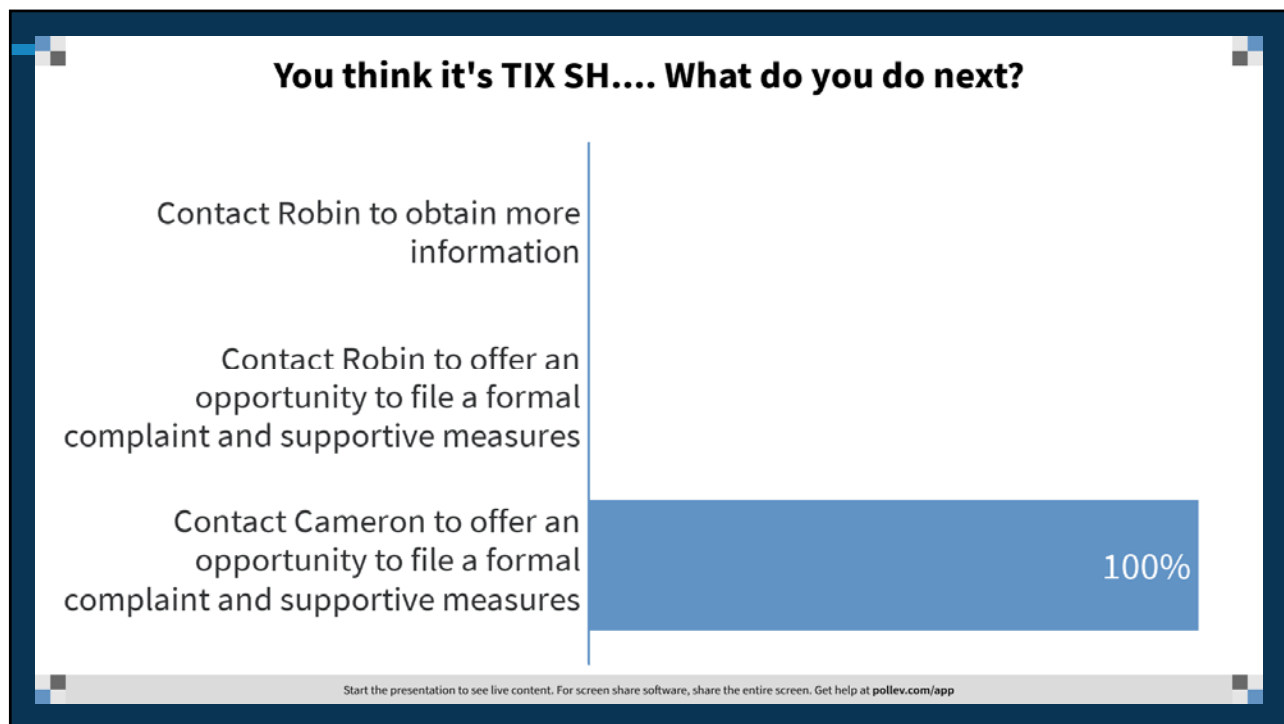 You think it's TIX SH.... What do you do next?
Contact Robin to obtain more
information
Contact Robin to offer an
opportunity to file a formal
complaint and supportive measures
Contact Cameron to offer an
opportunity to file a formal
complaint and supportive measures
100%
Start the presentation to see live content. For screen share software, share the entire screen. Get help at pollev.com/app